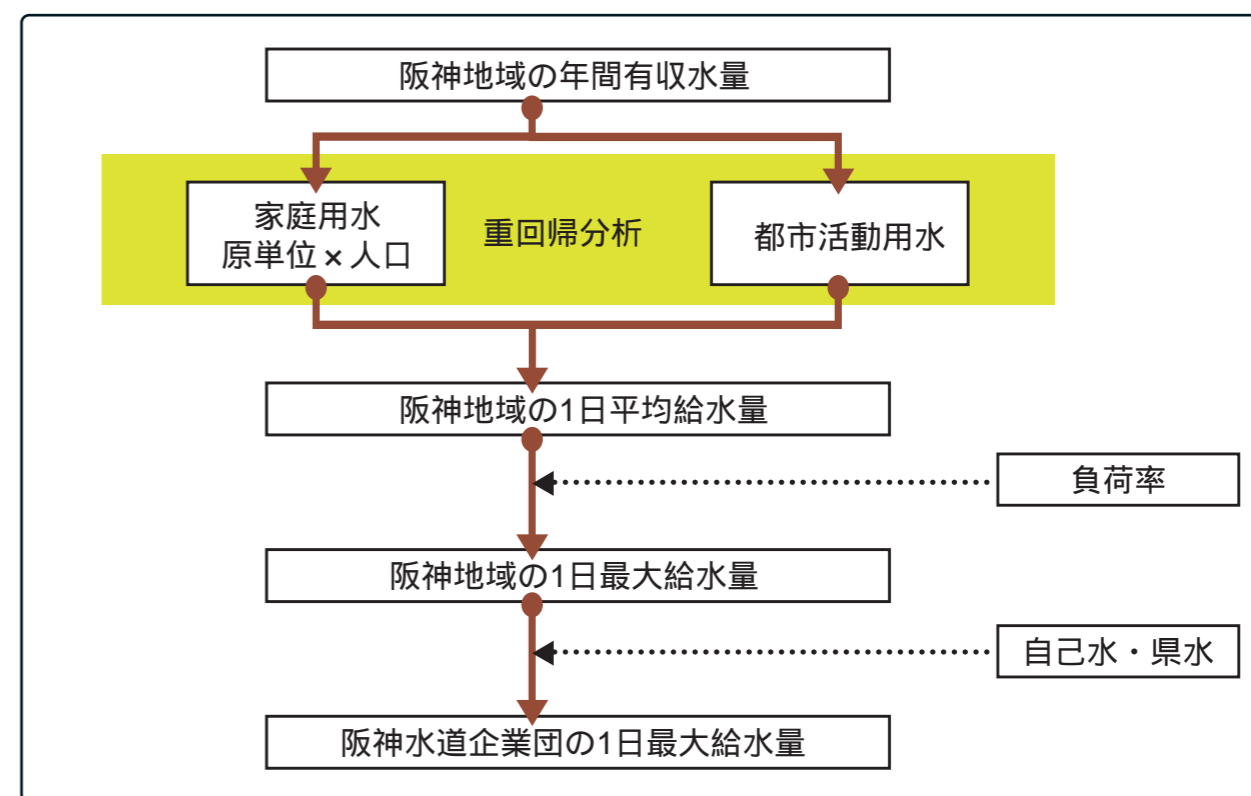 阪神地域の年間有収水量
家庭用水
原単位×人口
重回帰分析
都市活動用水
阪神地域の1日平均給水量
負荷率
阪神地域の1日最大給水量
自己水・県水
阪神水道企業団の1日最大給水量